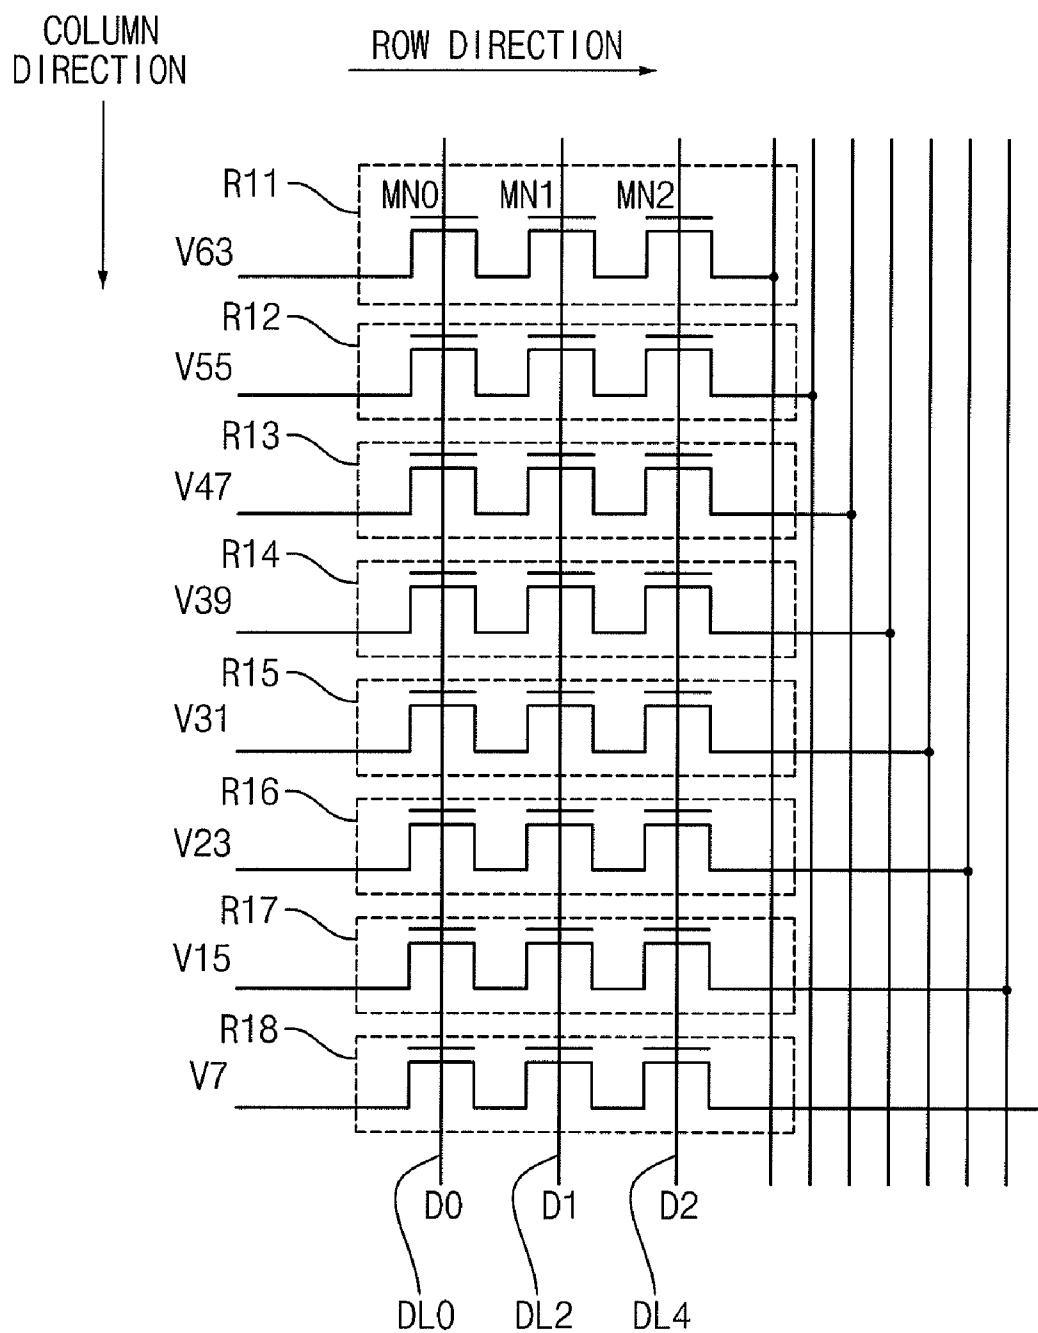 COLUMN
DIRECTION
ROW DIRECTION
R11
MN0 MN1 MN2
V63
R12
V55
R13
V47
R14
V39
R15
V31
R16
V23
R17
V15
R18
V7
D0 D1 D2
DL0 DL2 DL4